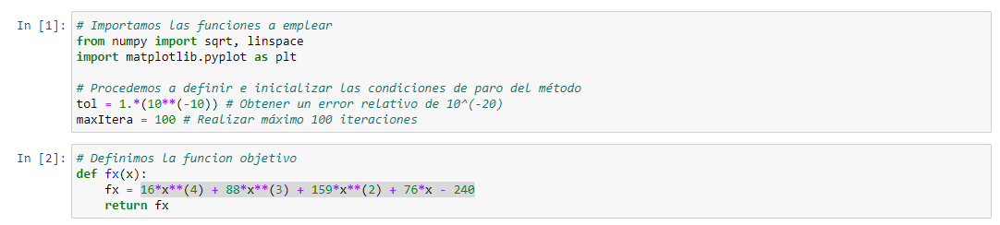 In [1]: # Importamos las funciones a emplear
from numpy import sqrt, linspace
import matplotlib.pyplot as plt
# Procedemos a definir e inicializar las condiciones de paro del método
tol = 1.*(10**(-10)) # Obtener un error relativo de 10^(-20)
maxItera = 100 # Realizar máximo 100 iteraciones
In [2]: # Definimos la funcion objetivo
def fx(x):
fx = 16*x**(4) + 88*x**(3) + 159*x**(2) + 76*x - 240
return fx